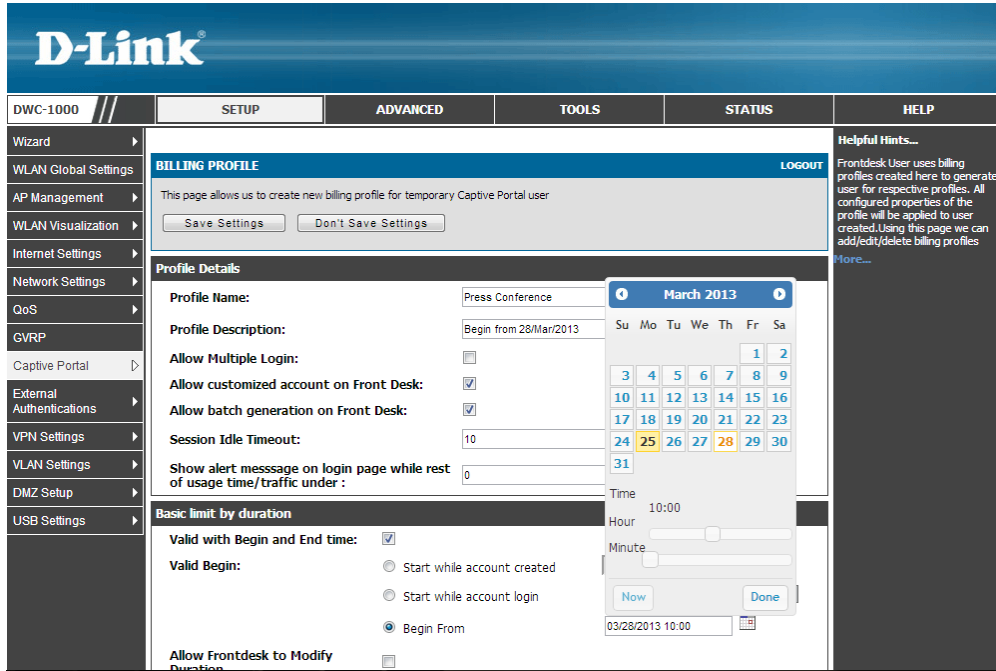 D-Link®
DWC-1000
SETUP
ADVANCED
TOOLS
STATUS
HELP
Wizard
WLAN Global Settings
AP Management
WLAN Visualization
Internet Settings
Network Settings
QoS
GVRP
Captive Portal
External
Authentications
VPN Settings
VLAN Settings
DMZ Setup
USB Settings
BILLING PROFILE
LOGOUT
This page allows us to create new billing profile for temporary Captive Portal user
Save Settings
Don't Save Settings
Profile Details
Profile Name:
Press Conference
Profile Description:
Begin from 28/Mar/2013
Allow Multiple Login:
Allow customized account on Front Desk:
Allow batch generation on Front Desk:
Session Idle Timeout:
10
Show alert messsage on login page while rest
of usage time/traffic under :
0
Basic limit by duration
Valid with Begin and End time:
Valid Begin:
Start while account created
Start while account login
Begin From
03/28/2013 10:00
Allow Frontdesk to Modify
Duration
March 2013
Su Mo Tu We Th Fr Sa
1 2
3 4 5 6 7 8 9
10 11 12 13 14 15 16
17 18 19 20 21 22 23
24 25 26 27 28 29 30
31
Time
10:00
Hour
Minute
Now
Done
Helpful Hints...
Frontdesk User uses billing
profiles created here to generate
user for respective profiles. All
configured properties of the
profile will be applied to user
created.Using this page we can
add/edit/delete billing profiles
More...